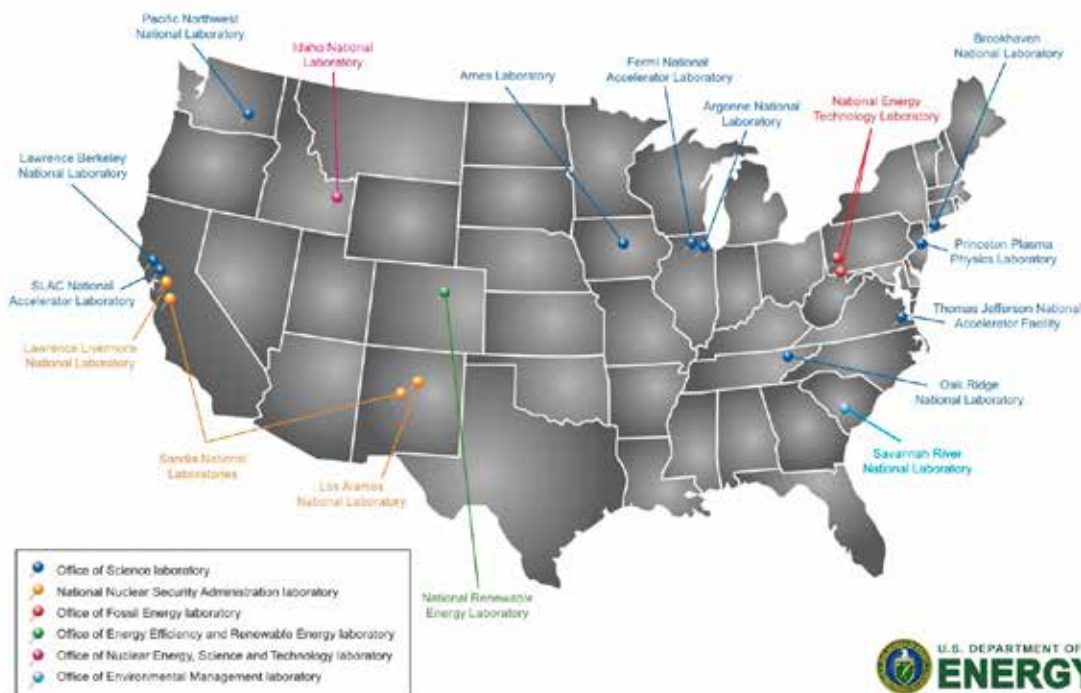 Pacific Northwest
National Laboratory
Idaho National
Laboratory
Ames Laboratory
Fermi National
Accelerator Laboratory
Argonne National
Laboratory
National Energy
Technology Laboratory
Brookhaven
National Laboratory
Lawrence Berkeley
National Laboratory
SLAC National
Accelerator Laboratory
Princeton Plasma
Physics Laboratory
Thomas Jefferson National
Accelerator Facility
Lawrence Livermore
National Laboratory
Oak Ridge
National Laboratory
Sandia National
Laboratories
Los Alamos
National Laboratory
Savannah River
National Laboratory
National Renewable
Energy Laboratory
Office of Science laboratory
National Nuclear Security Administration laboratory
Office of Fossil Energy laboratory
Office of Energy Efficiency and Renewable Energy laboratory
Office of Nuclear Energy, Science and Technology laboratory
Office of Environmental Management laboratory
U.S. DEPARTMENT OF
ENERGY